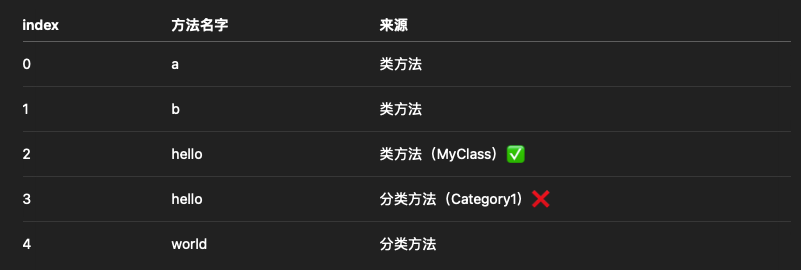 index 方法名字 来源
0 a 类方法
1 b 类方法
2 hello 类方法（MyClass）✅
3 hello 分类方法（Category1）❌
4 world 分类方法